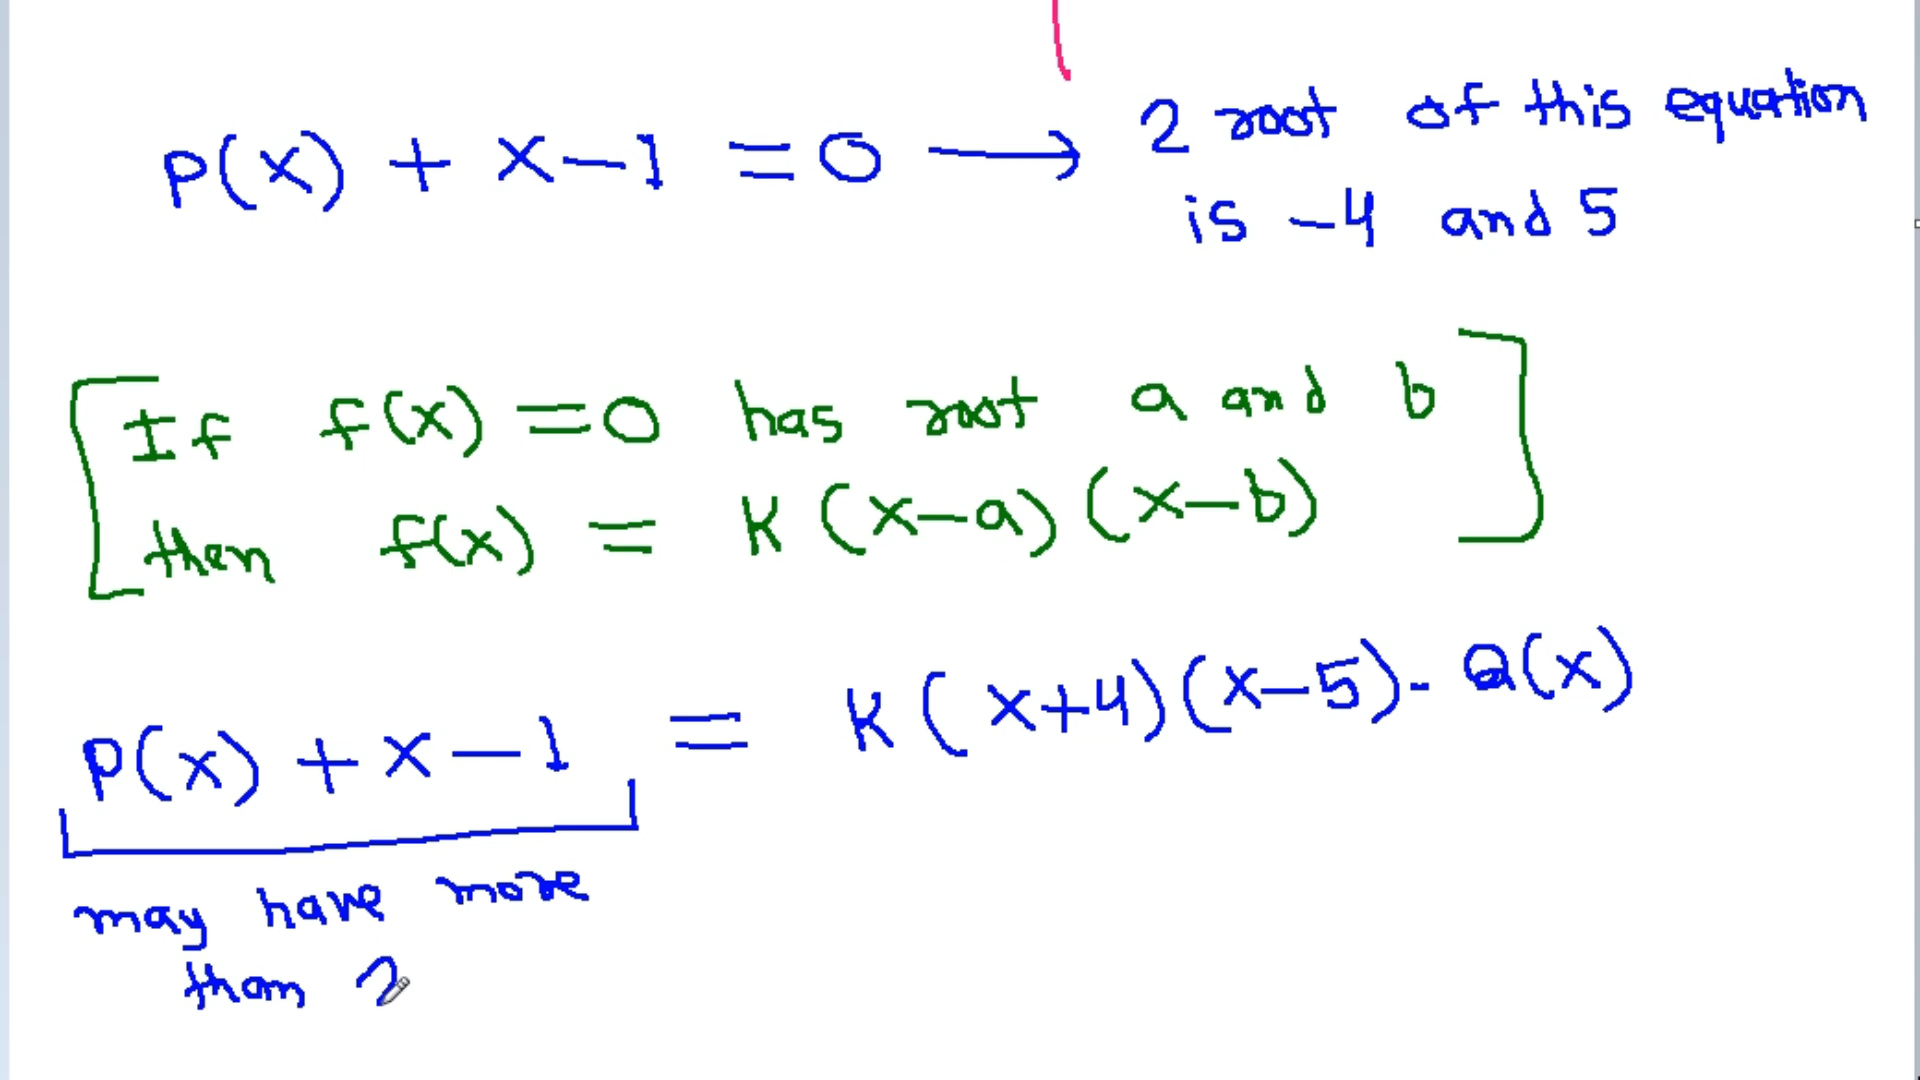 P(x) + x-1 = 0 → 2 root of this equation
is -4 and 5
[If f(x) = 0 has root a and b
then f(x) = K (x-a) (x-b)]
P(x) + x - 1 = K (x+4)(x-5). Q(x)
may have more
than 2